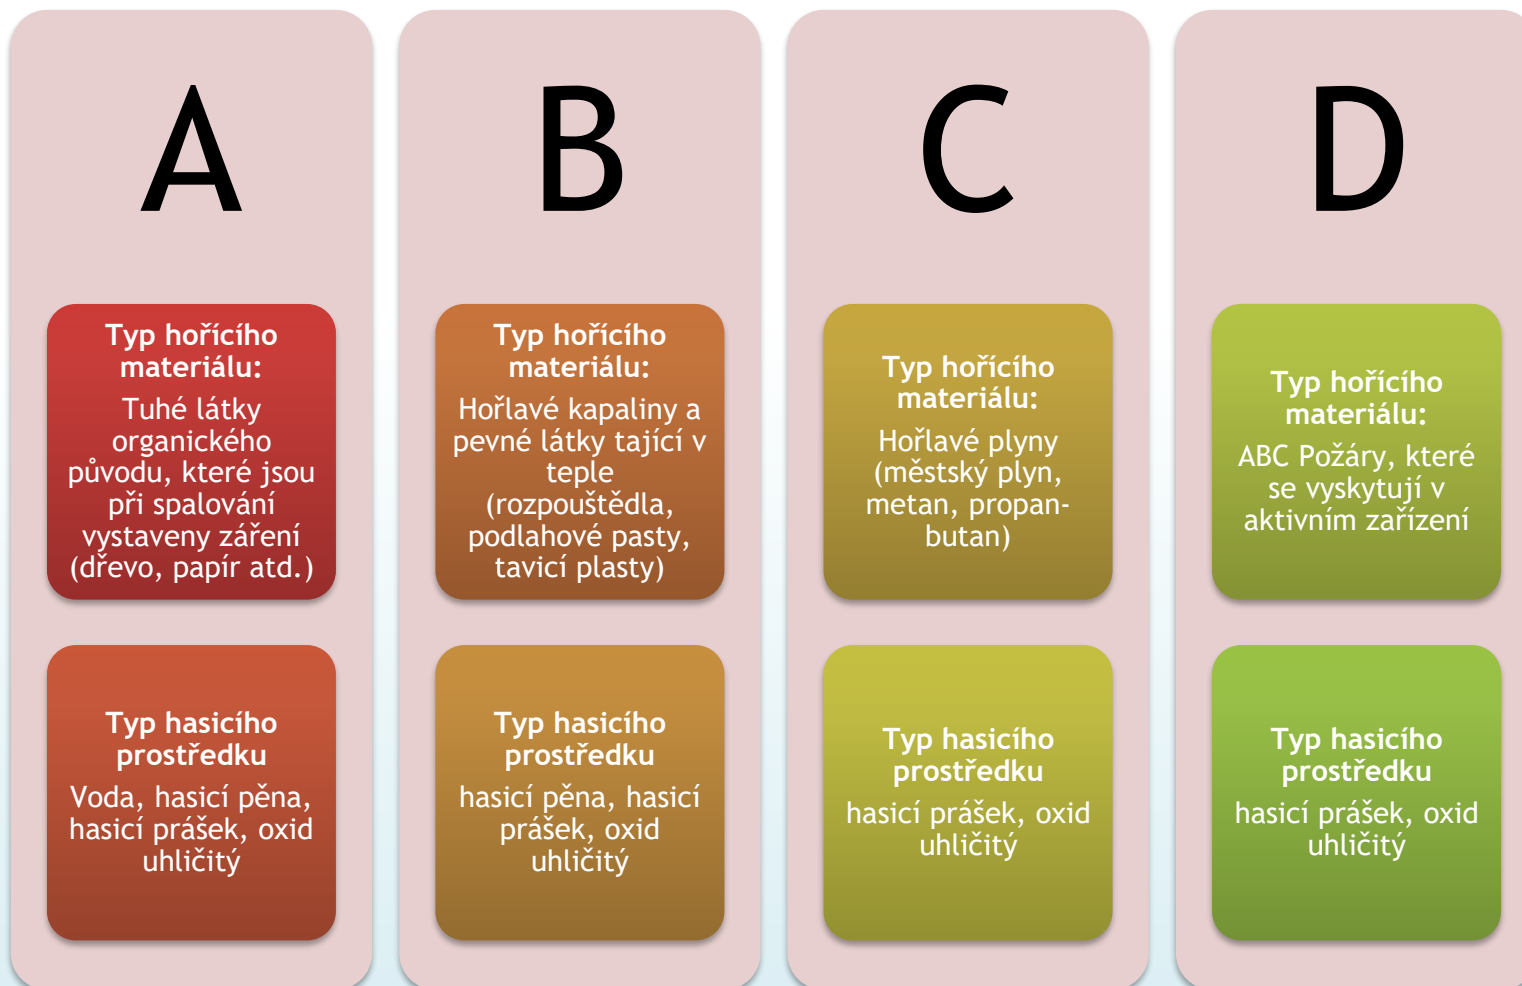 A
Typ hořícího
materiálu:
Tuhé látky
organického
původu, které jsou
při spalování
vystaveny záření
(dřevo, papír atd.)
Typ hasicího
prostředku
Voda, hasicí pěna,
hasicí prášek, oxid
uhličitý
B
Typ hořícího
materiálu:
Hořlavé kapaliny a
pevné látky tající v
teple
(rozpouštědla,
podlahové pasty,
tavicí plasty)
Typ hasicího
prostředku
hasicí pěna, hasicí
prášek, oxid
uhličitý
C
Typ hořícího
materiálu:
Hořlavé plyny
(městský plyn,
metan, propan-
butan)
Typ hasicího
prostředku
hasicí prášek, oxid
uhličitý
D
Typ hořícího
materiálu:
ABC Požáry, které
se vyskytují v
aktivním zařízení
Typ hasicího
prostředku
hasicí prášek, oxid
uhličitý